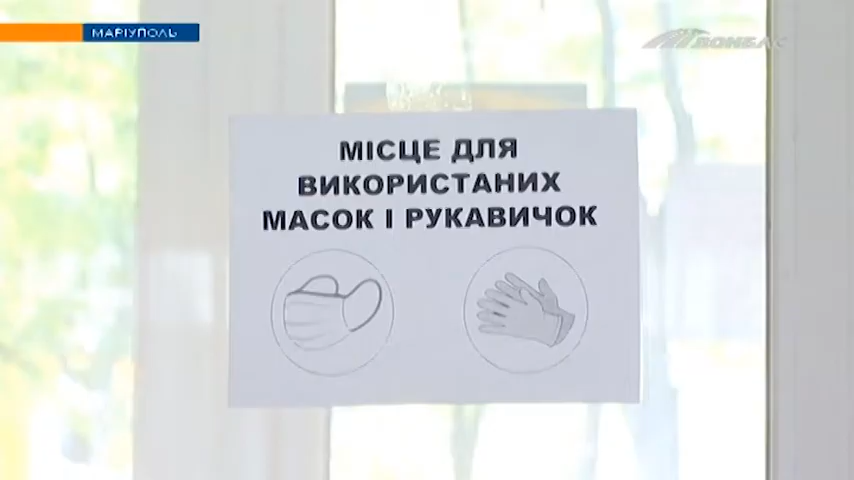 МАРІУПОЛЬ
ДОНБАС
МІСЦЕ ДЛЯ
ВИКОРИСТАНИХ
МАСОК І РУКАВИЧОК